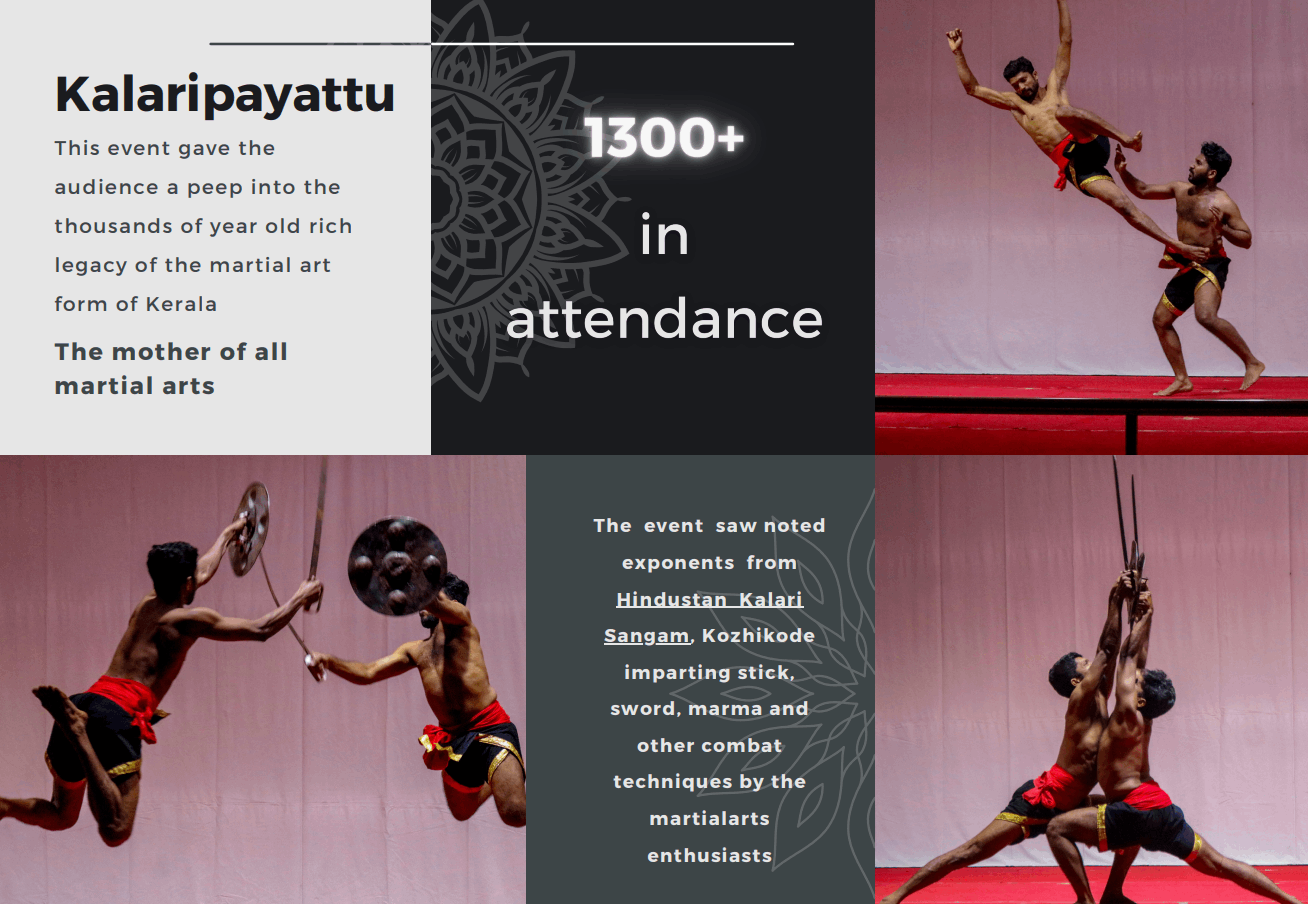 Kalaripayattu
This event gave the
audience a peep into the
thousands of year old rich
legacy of the martial art
form of Kerala
The mother of all
martial arts
1300+
in
attendance
The event saw noted
exponents from
Hindustan Kalari
Sangam, Kozhikode
imparting stick,
sword, marma and
other combat
techniques by the
martialarts
enthusiasts